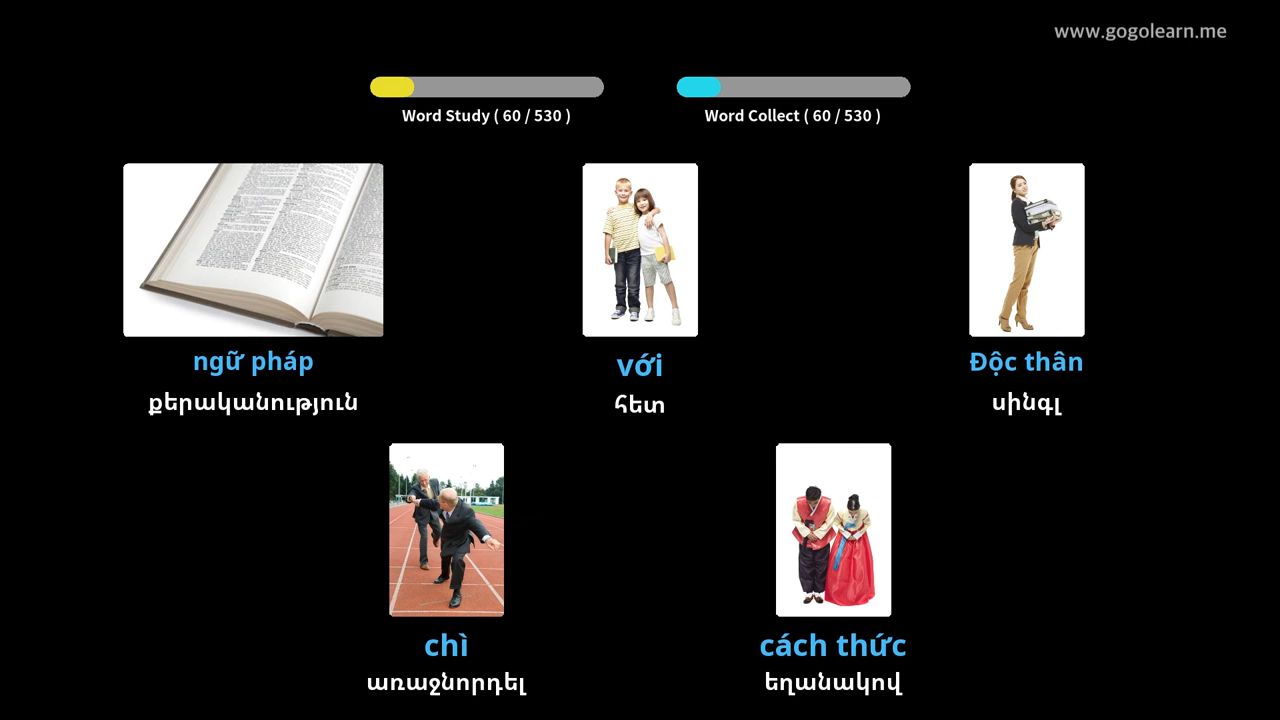 www.gogolearn.me
Word Study ( 60 / 530 )
Word Collect ( 60 / 530 )
ngữ pháp
քերականություն
với
հետ
Độc thân
սինգլ
chì
առաջնորդել
cách thức
եղանակով